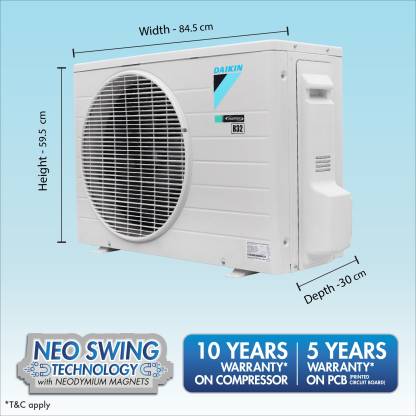 Width - 84.5 cm
DAIKIN
R32
Height - 59.5 cm
Depth -30 cm
NEO SWING
TECHNOLOGY
with NEODYMIUM MAGNETS
10 YEARS
WARRANTY*
ON COMPRESSOR
5 YEARS
WARRANTY*
ON PCB (PRINTED
CIRCUIT BOARD)
*T&C apply